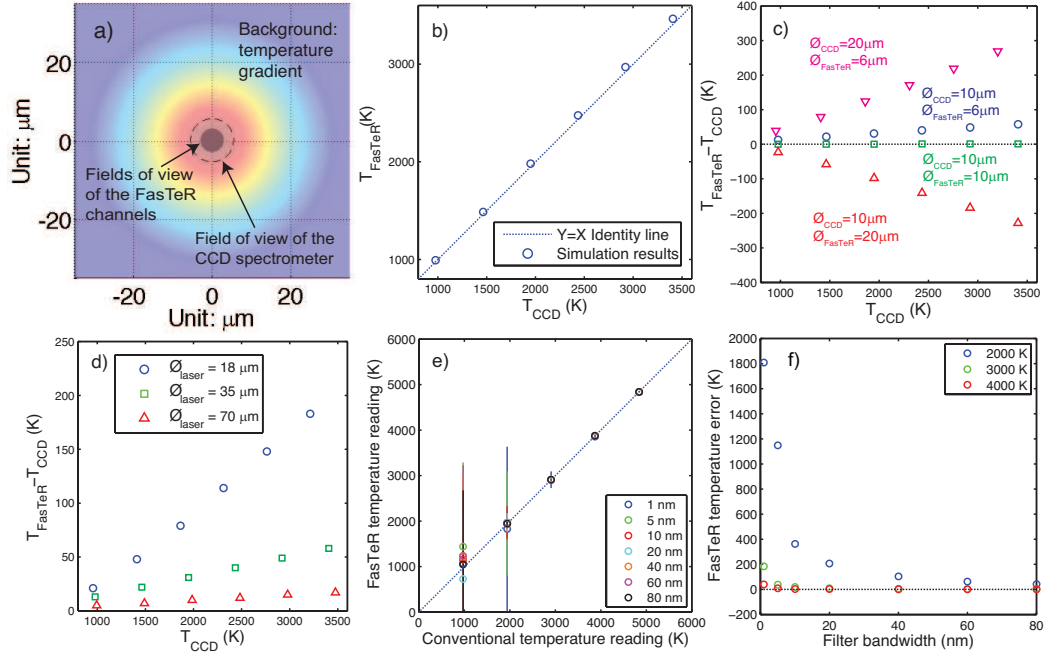 a)
Background:
temperature
gradient
Fields of view
of the FasTeR
channels
Field of view of the
CCD spectrometer
20
0
-20
Unit: μm
-20
0
20
Unit: μm
b)
3000
2000
1000
T_FasTeR (K)
Y=X Identity line
Simulation results
1000 1500 2000 2500 3000 3500
T_CCD (K)
c)
400
300
200
100
0
−100
−200
−300
−400
T_FasTeR−T_CCD (K)
Ø_CCD=20μm
Ø_FasTeR=6μm
Ø_CCD=10μm
Ø_FasTeR=6μm
Ø_CCD=10μm
Ø_FasTeR=10μm
Ø_CCD=10μm
Ø_FasTeR=20μm
1000 1500 2000 2500 3000 3500
T_CCD (K)
d)
250
200
150
100
50
0
T_FasTeR−T_CCD (K)
Ø_laser = 18 μm
Ø_laser = 35 μm
Ø_laser = 70 μm
1000 1500 2000 2500 3000 3500
T_CCD (K)
e)
6000
5000
4000
3000
2000
1000
0
FasTeR temperature reading (K)
1 nm
5 nm
10 nm
20 nm
40 nm
60 nm
80 nm
0 1000 2000 3000 4000 5000 6000
Conventional temperature reading (K)
f)
2000
1800
1600
1400
1200
1000
800
600
400
200
0
−200
FasTeR temperature error (K)
2000 K
3000 K
4000 K
0 20 40 60 80
Filter bandwidth (nm)